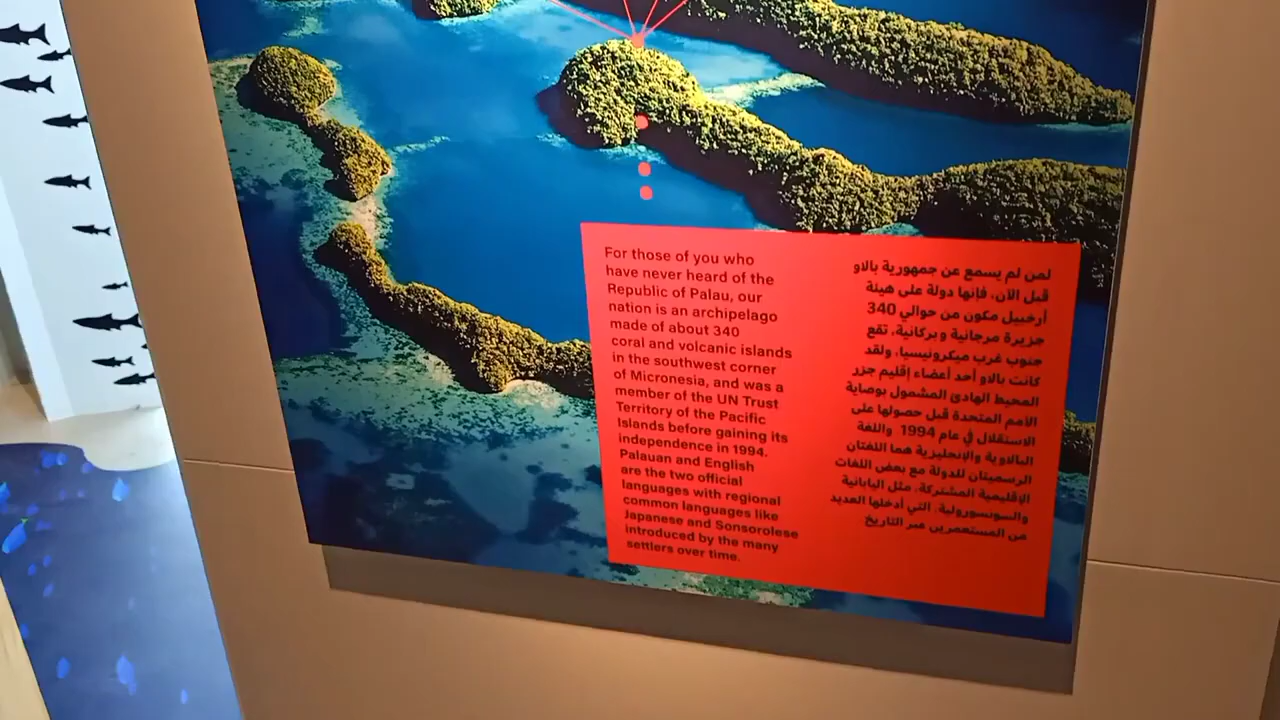 For those of you who
have never heard of the
Republic of Palau, our
nation is an archipelago
made of about 340
coral and volcanic islands
in the southwest corner
of Micronesia, and was a
member of the UN Trust
Territory of the Pacific
Islands before gaining its
independence in 1994.
Palauan and English
are the two official
languages with regional
common languages like
Japanese and Sonsorolese
introduced by the many
settlers over time.
لمن لم يسمع عن جمهورية بالاو
قبل الآن، فإنها دولة على هيئة
أرخبيل مكون من حوالي 340
جزيرة مرجانية وبركانية، تقع
جنوب غرب ميكرونيسيا، ولقد
كانت بالاو أحد أعضاء إقليم جزر
المحيط الهادئ المشمول بوصاية
الأمم المتحدة قبل حصولها على
الاستقلال في عام 1994 واللغة
البالاوية والإنجليزية هما اللغتان
الرسميتان للدولة مع بعض اللغات
الإقليمية المشتركة، مثل اليابانية
والسونسورولية، التي أدخلها العديد
من المستعمرين عبر التاريخ